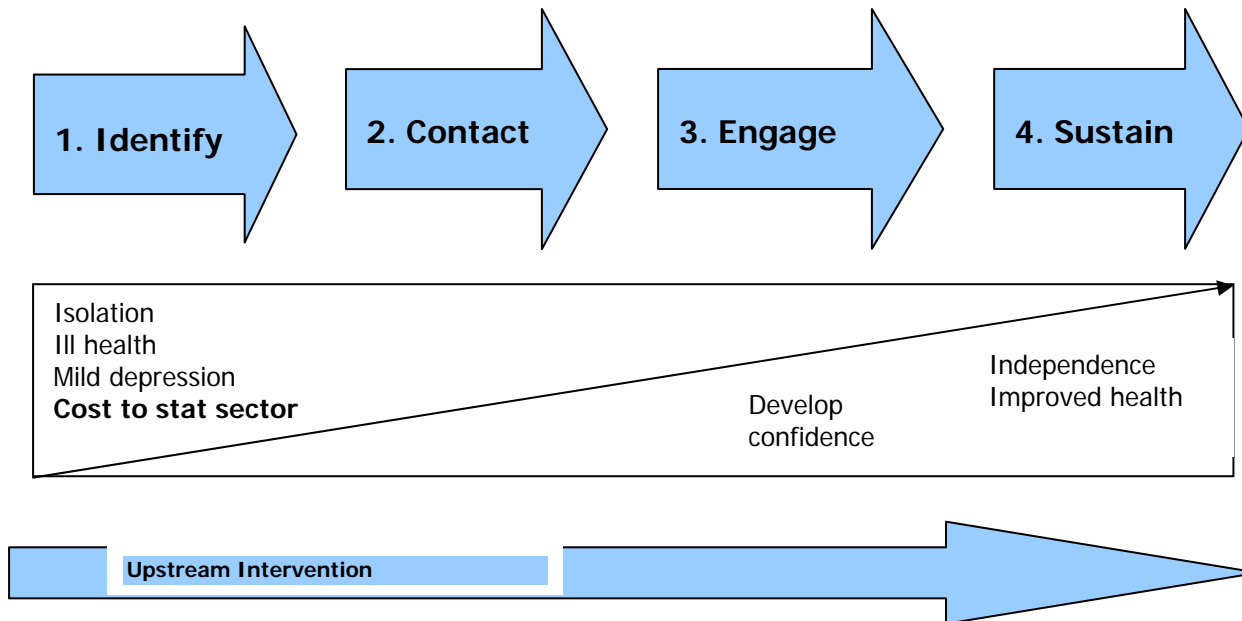 1. Identify
2. Contact
3. Engage
4. Sustain
Isolation
Ill health
Mild depression
Cost to stat sector
Develop
confidence
Independence
Improved health
Upstream Intervention